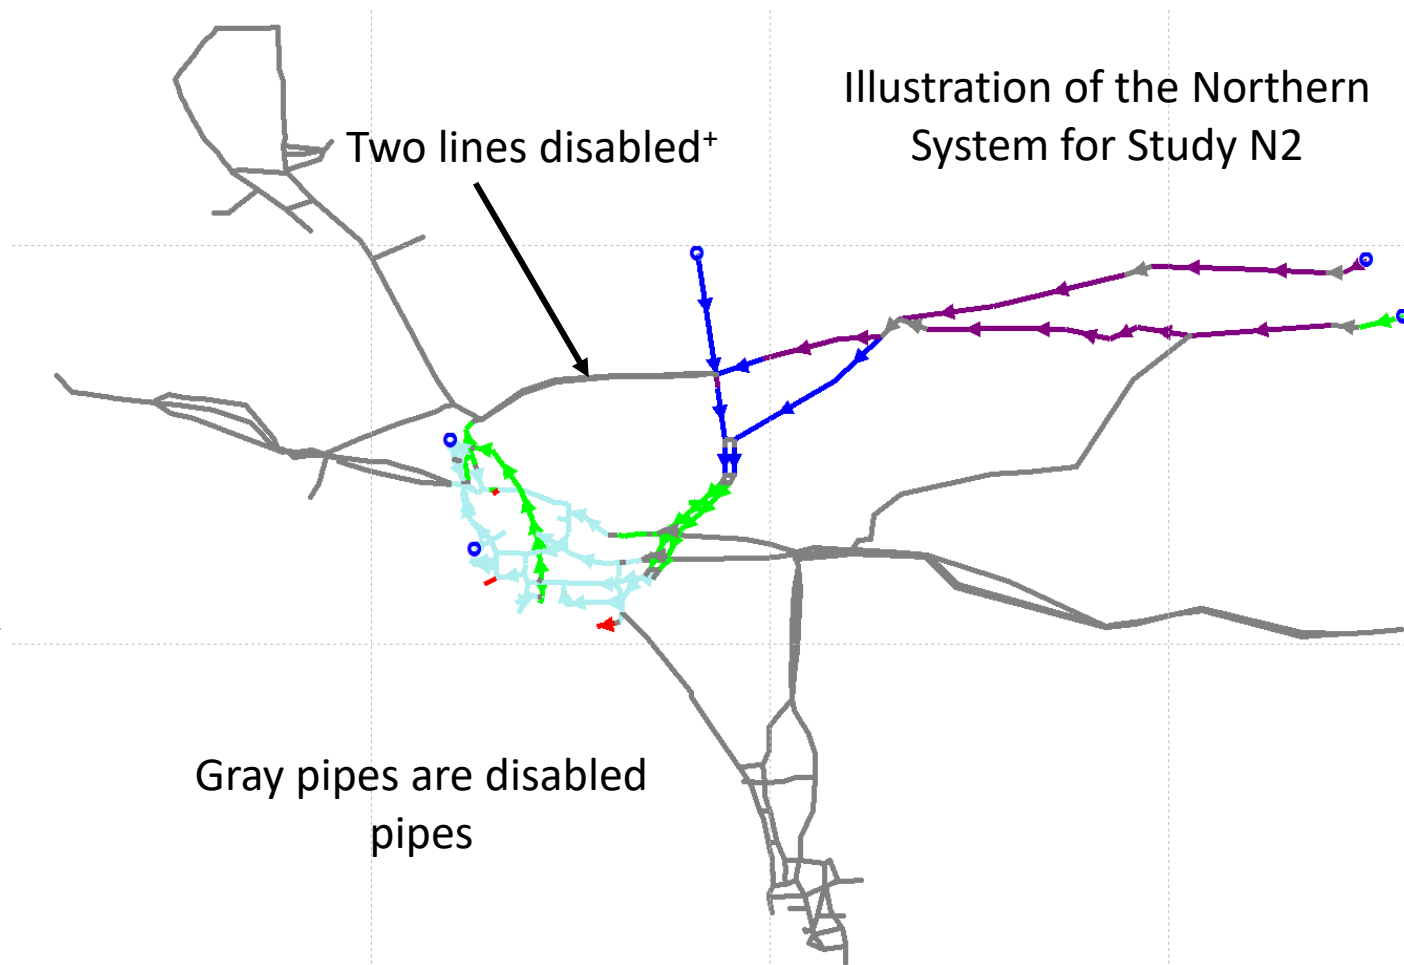 Illustration of the Northern
System for Study N2
Two lines disabled⁺
Gray pipes are disabled
pipes